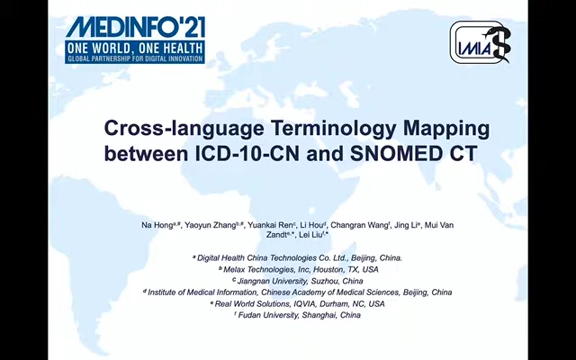 MEDINFO'21
ONE WORLD, ONE HEALTH
GLOBAL PARTNERSHIP FOR DIGITAL INNOVATION
IMIA
Cross-language Terminology Mapping
between ICD-10-CN and SNOMED CT
Na Hong a,#, Yaoyun Zhang b,#, Yuankai Ren c, Li Hou d, Changran Wang f, Jing Li e, Mui Van
Zandt e,*, Lei Liu f,*
a Digital Health China Technologies Co. Ltd., Beijing, China.
b Melax Technologies, Inc, Houston, TX, USA
c Jiangnan University, Suzhou, China
d Institute of Medical Information, Chinese Academy of Medical Sciences, Beijing, China
e Real World Solutions, IQVIA, Durham, NC, USA
f Fudan University, Shanghai, China